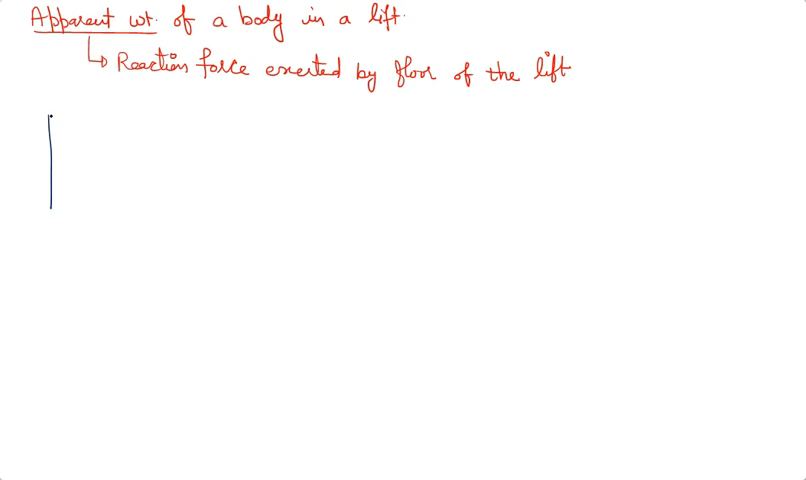 Apparent wt. of a body in a lift.
Reaction force exerted by floor of the lift